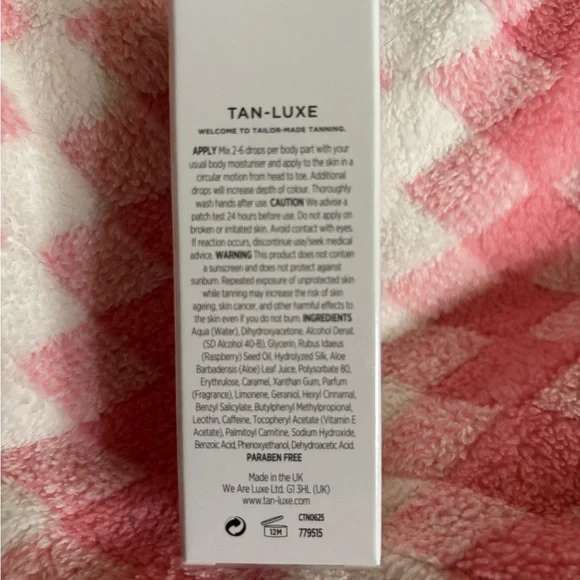 TAN-LUXE
WELCOME TO TAILOR-MADE TANNING.
APPLY Mix 2-6 drops per body part with your
usual body moisturiser and apply to the skin in a
circular motion from head to toe. Additional
drops will increase depth of colour. Thoroughly
wash hands after use. CAUTION We advise a
patch test 24 hours before use. Do not apply on
broken or irritated skin. Avoid contact with eyes.
If reaction occurs, discontinue use/seek medical
advice. WARNING This product does not contain
a sunscreen and does not protect against
sunburn. Repeated exposure of unprotected skin
while tanning may increase the risk of skin
ageing, skin cancer, and other harmful effects to
the skin even if you do not burn. INGREDIENTS
Aqua (Water), Dihydroxyacetone, Alcohol Denat.
(SD Alcohol 40-B), Glycerin, Rubus Idaeus
(Raspberry) Seed Oil, Hydrolyzed Silk, Aloe
Barbadensis (Aloe) Leaf Juice, Polysorbate 80,
Erythrulose, Caramel, Xanthan Gum, Parfum
(Fragrance), Limonene, Geraniol, Hexyl Cinnamal,
Benzyl Salicylate, Butylphenyl Methylpropional,
Lecithin, Caffeine, Tocopheryl Acetate (Vitamin E
Acetate), Palmitoyl Carnitine, Sodium Hydroxide,
Benzoic Acid, Phenoxyethanol, Dehydroacetic Acid.
PARABEN FREE
Made in the UK
We Are Luxe Ltd. G1 3HL (UK)
www.tan-luxe.com
12M
CTN0625
779515